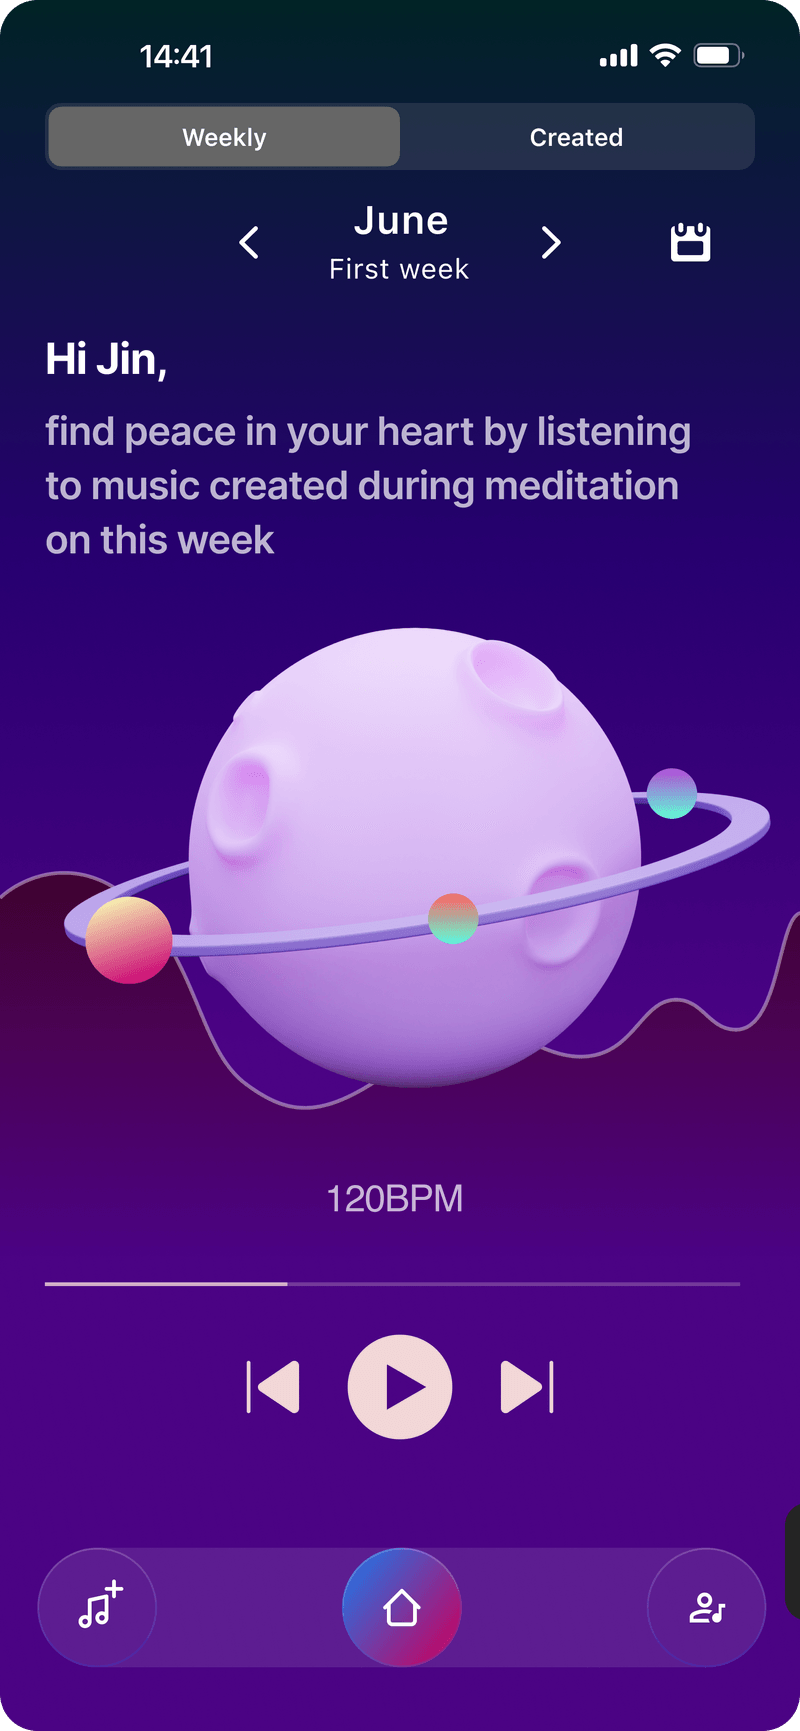 14:41
Weekly
Created
June
First week
Hi Jin,
find peace in your heart by listening
to music created during meditation
on this week
120BPM